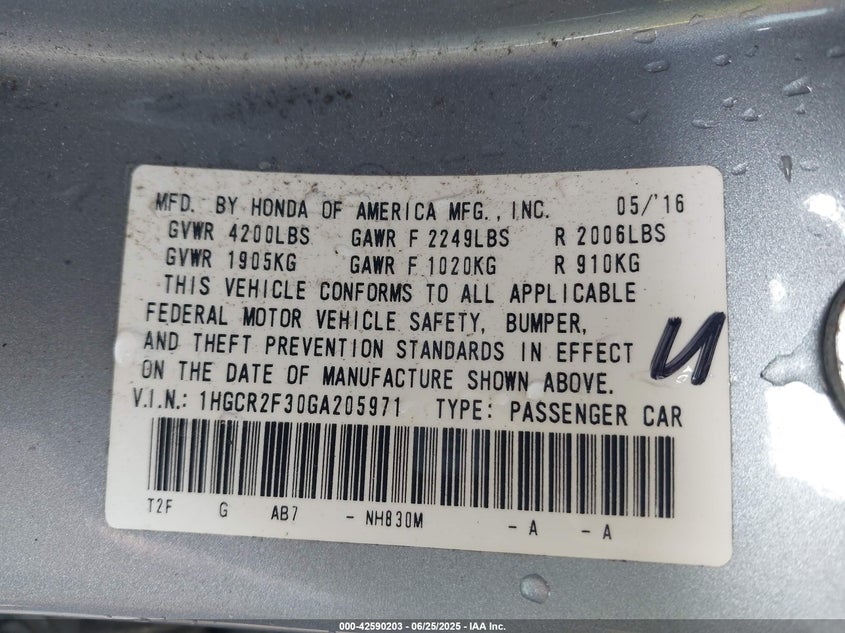 MFD. BY HONDA OF AMERICA MFG., INC. 05/'16
GVWR 4200LBS GAWR F 2249LBS R 2006LBS
GVWR 1905KG GAWR F 1020KG R 910KG
THIS VEHICLE CONFORMS TO ALL APPLICABLE
FEDERAL MOTOR VEHICLE SAFETY, BUMPER,
AND THEFT PREVENTION STANDARDS IN EFFECT
ON THE DATE OF MANUFACTURE SHOWN ABOVE.
V.I.N.: 1HGCR2F30GA205971 TYPE: PASSENGER CAR
T2F G AB7 - NH830M - A - A
000-42590203 - 06/25/2025 - IAA Inc.